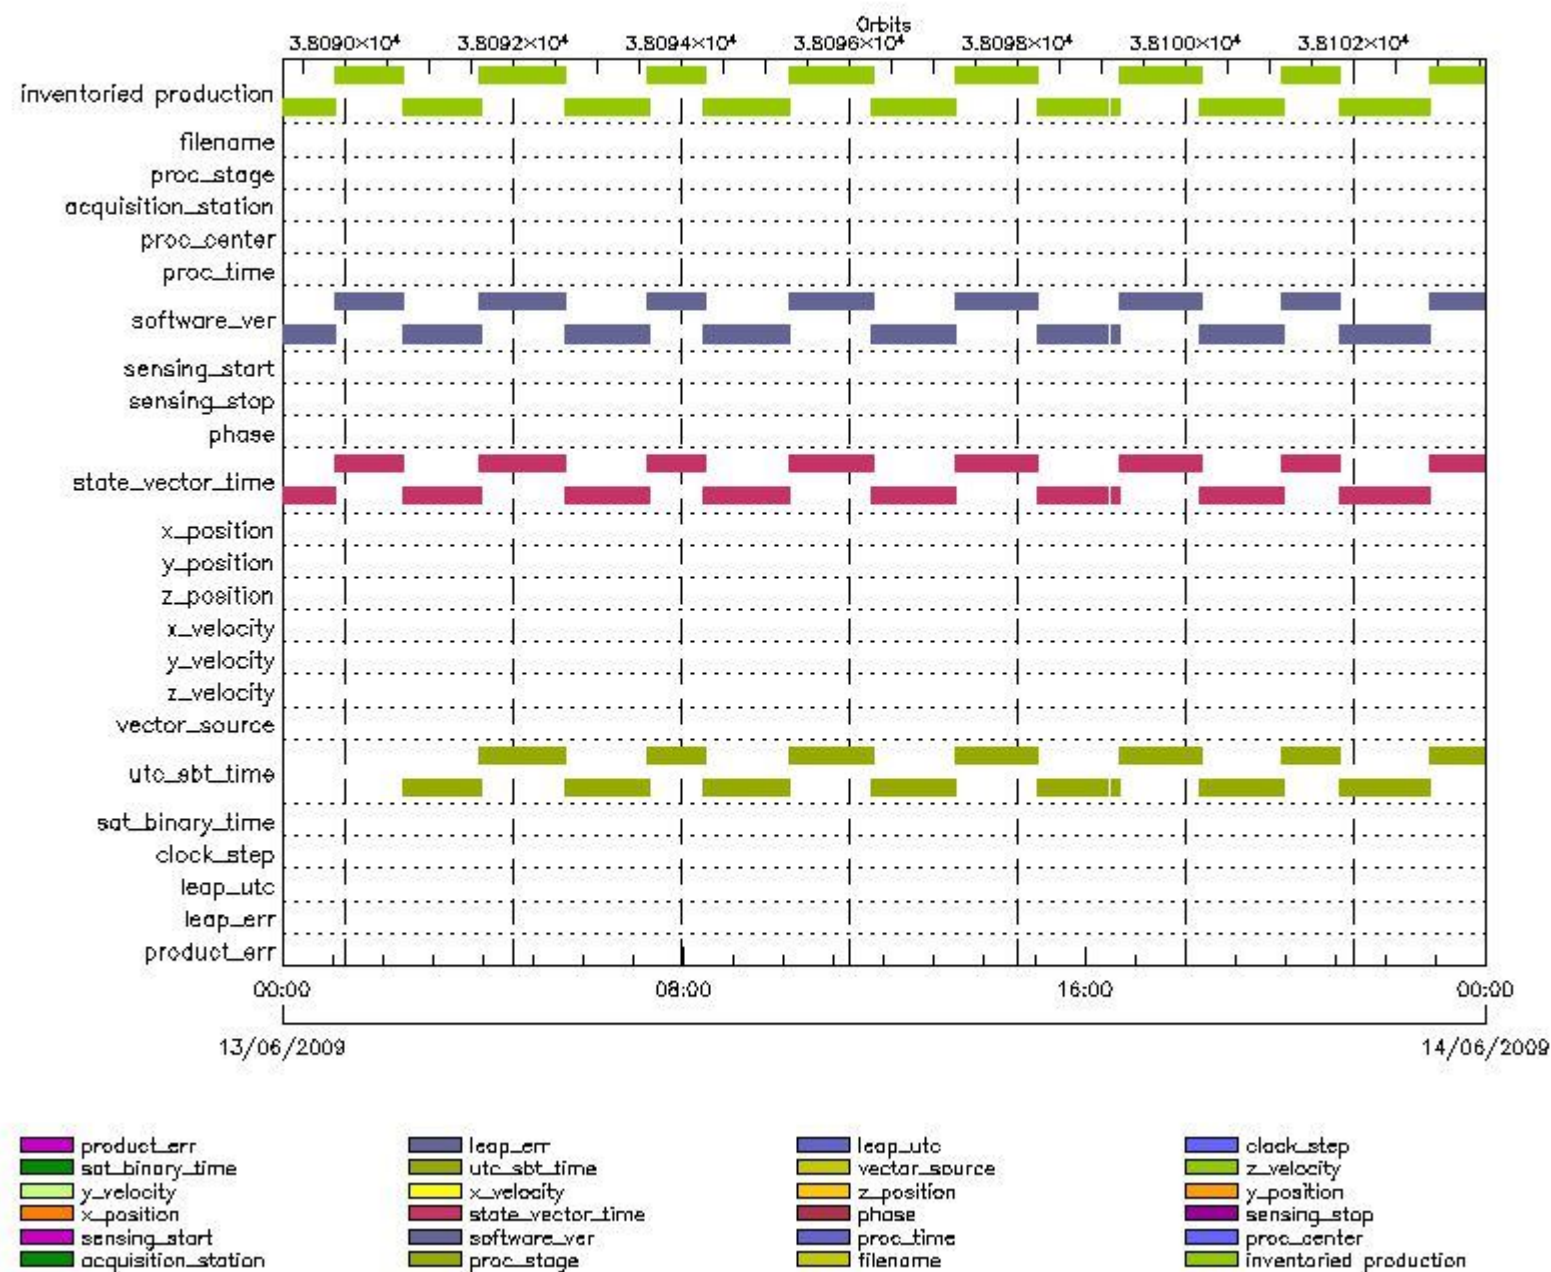 Orbits
3.8090×10⁴ 3.8092×10⁴ 3.8094×10⁴ 3.8096×10⁴ 3.8098×10⁴ 3.8100×10⁴ 3.8102×10⁴
inventoried production
filename
proc_stage
acquisition_station
proc_center
proc_time
software_ver
sensing_start
sensing_stop
phase
state_vector_time
x_position
y_position
z_position
x_velocity
y_velocity
z_velocity
vector_source
utc_sbt_time
sat_binary_time
clock_step
leap_utc
leap_err
product_err
00:00 08:00 16:00 00:00
13/06/2009 14/06/2009
product_err leap_err leap_utc clock_step
sat_binary_time utc_sbt_time vector_source z_velocity
y_velocity x_velocity z_position y_position
x_position state_vector_time phase sensing_stop
sensing_start software_ver proc_time proc_center
acquisition_station proc_stage filename inventoried production